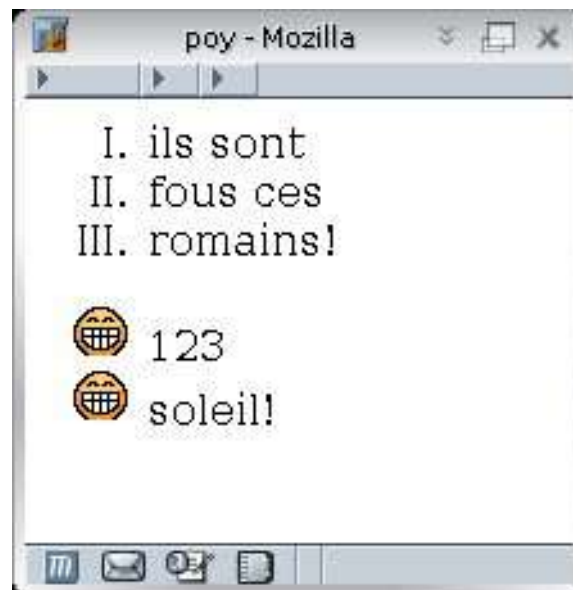 poy - Mozilla
I. ils sont
II. fous ces
III. romains!
123
soleil!